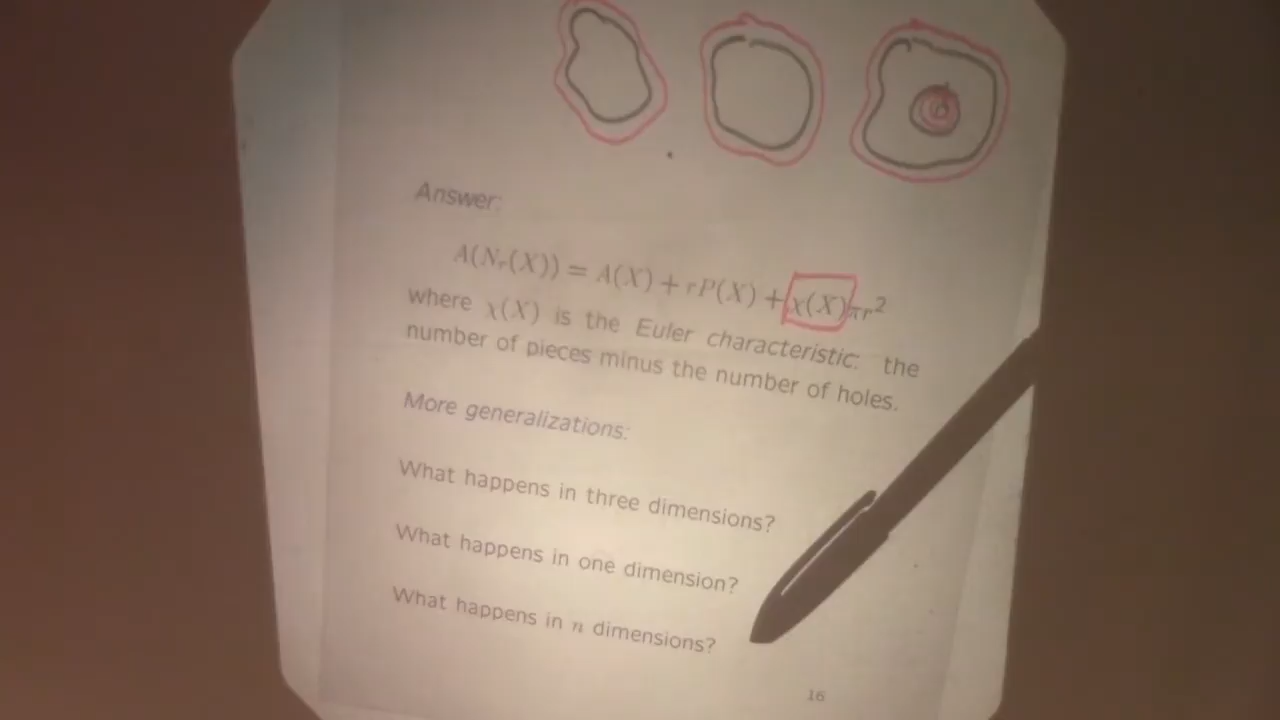 Answer:
A(Nᵣ(X)) = A(X) + rP(X) + χ(X)πr²
where χ(X) is the Euler characteristic: the
number of pieces minus the number of holes.
More generalizations:
What happens in three dimensions?
What happens in one dimension?
What happens in n dimensions?
16